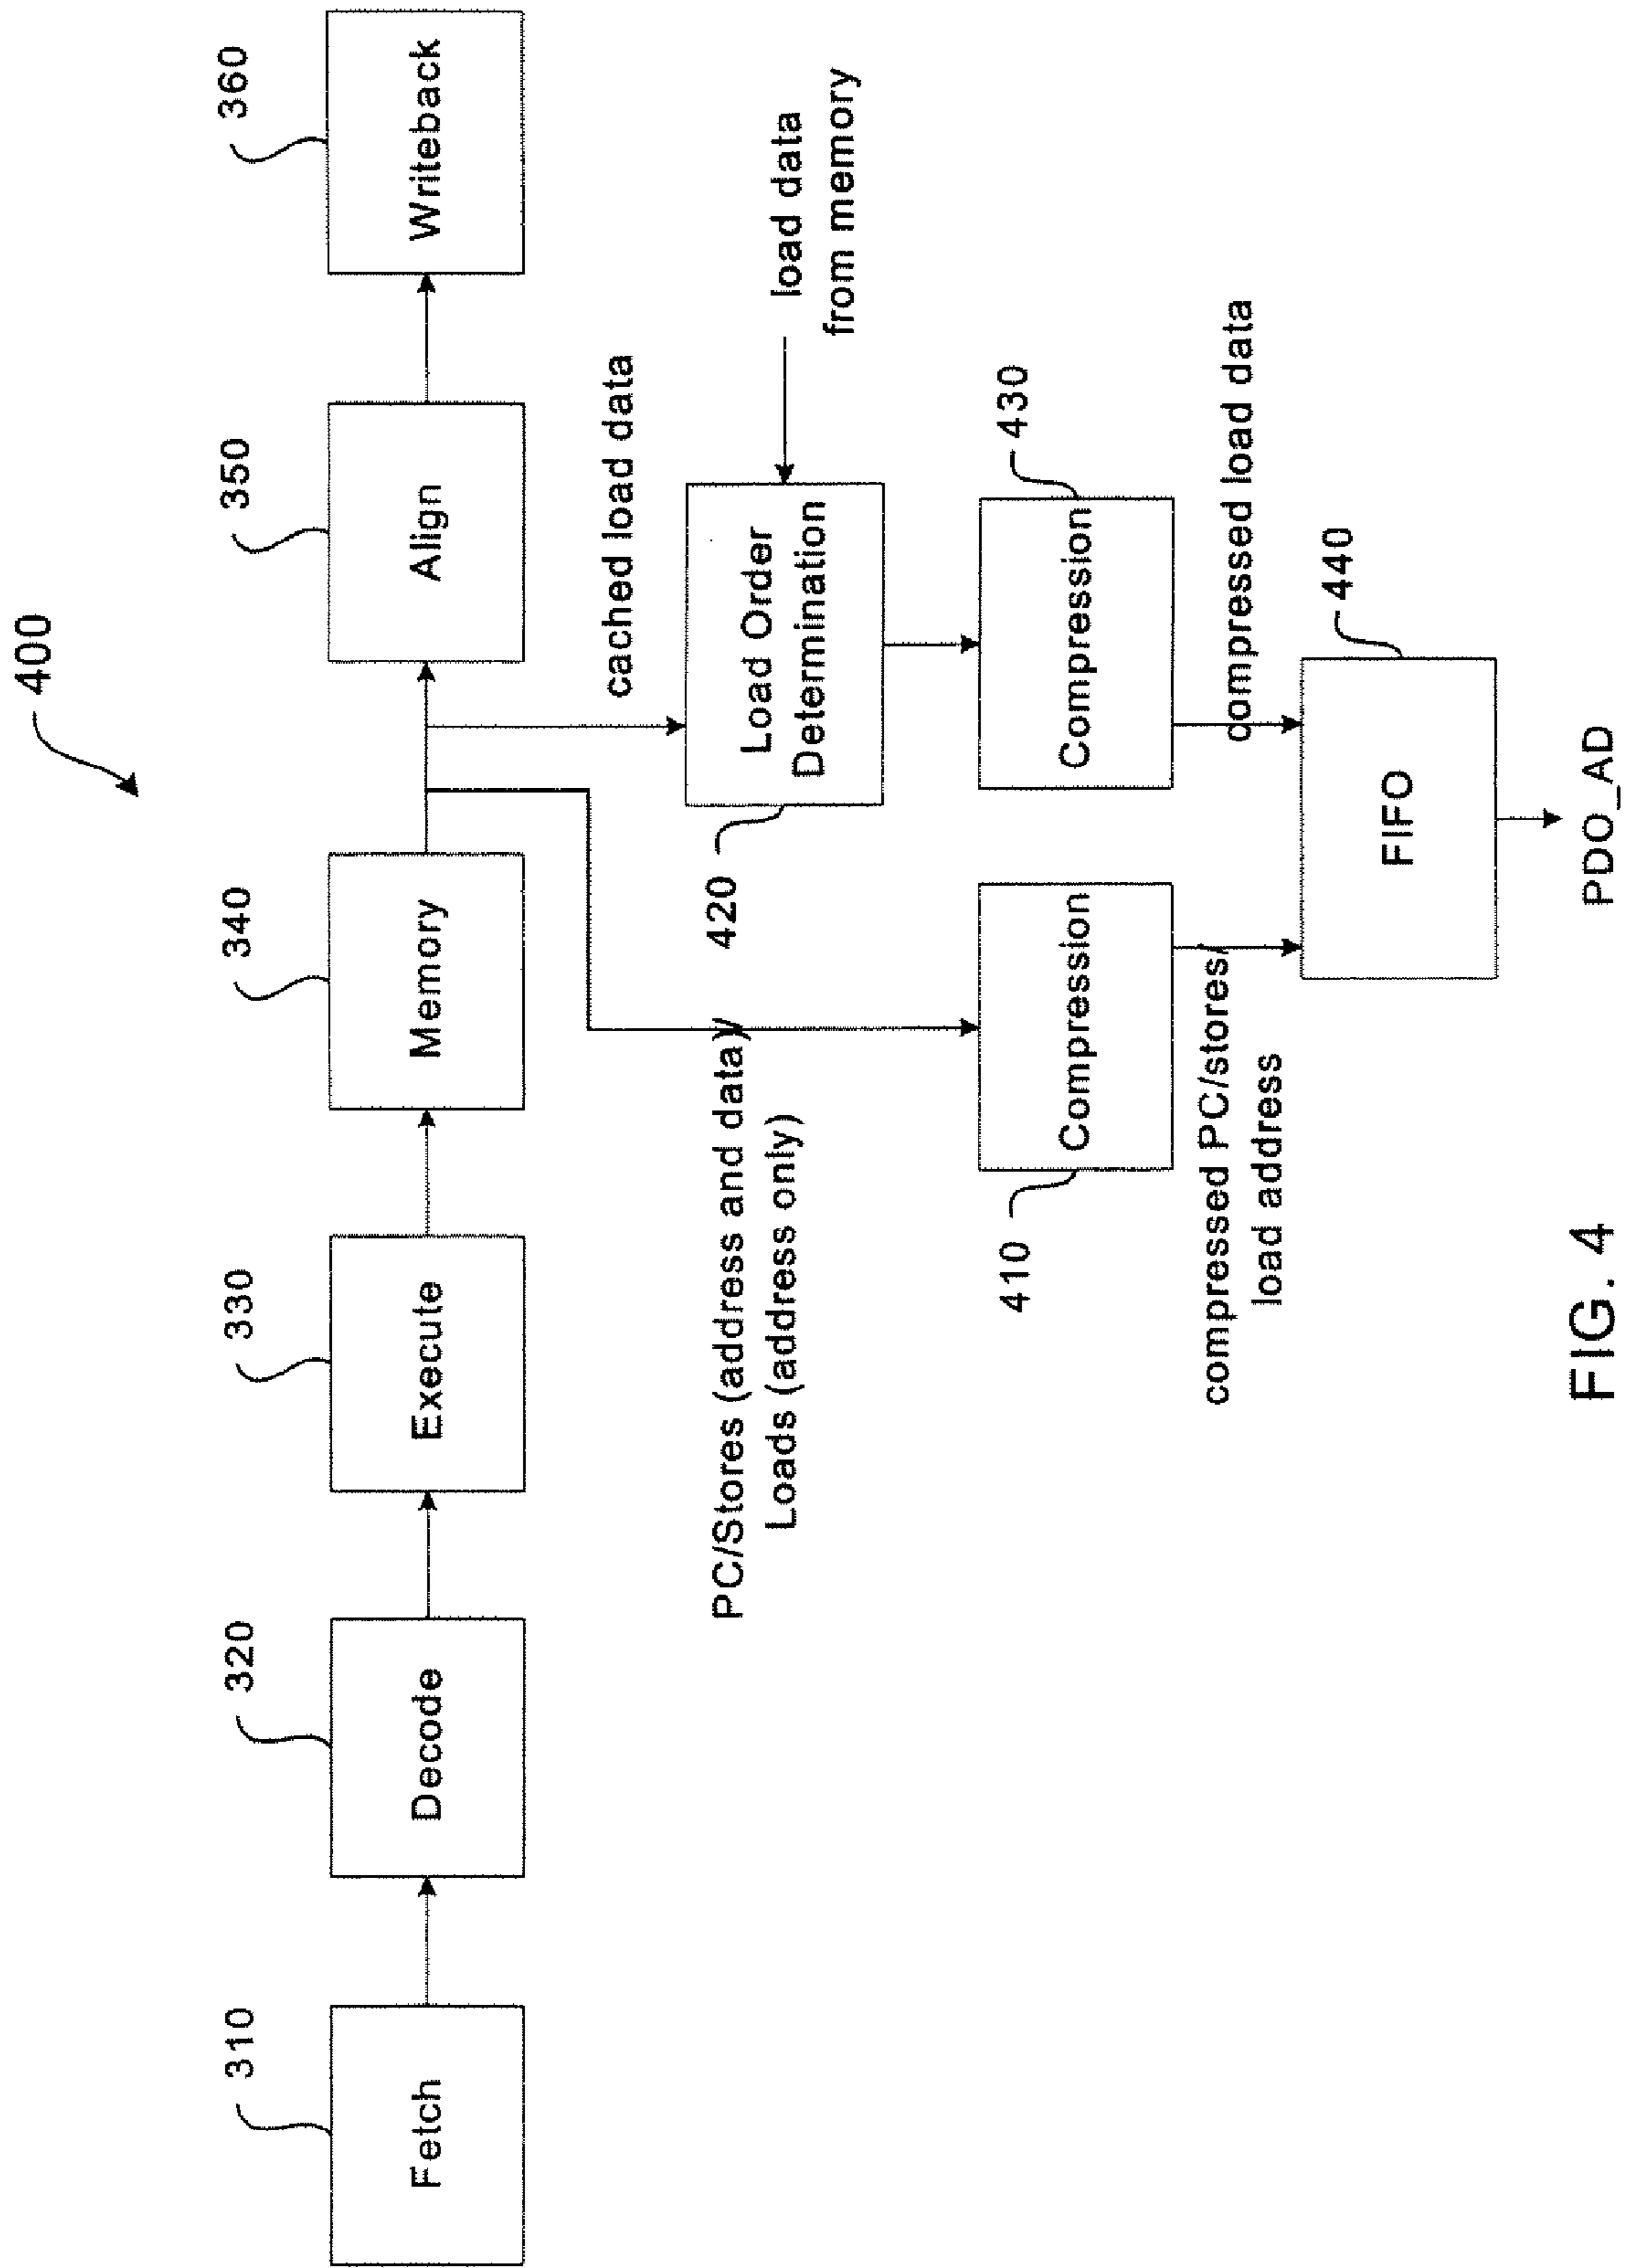 400
310
320
330
340
350
360
Fetch
Decode
Execute
Memory
Align
Writeback
cached load data
PC/Stores (address and data)/
Loads (address only)
420
Load Order
Determination
load data
from memory
410
Compression
Compression
430
compressed PC/stores/
load address
compressed load data
FIFO
440
PDO_AD
FIG. 4